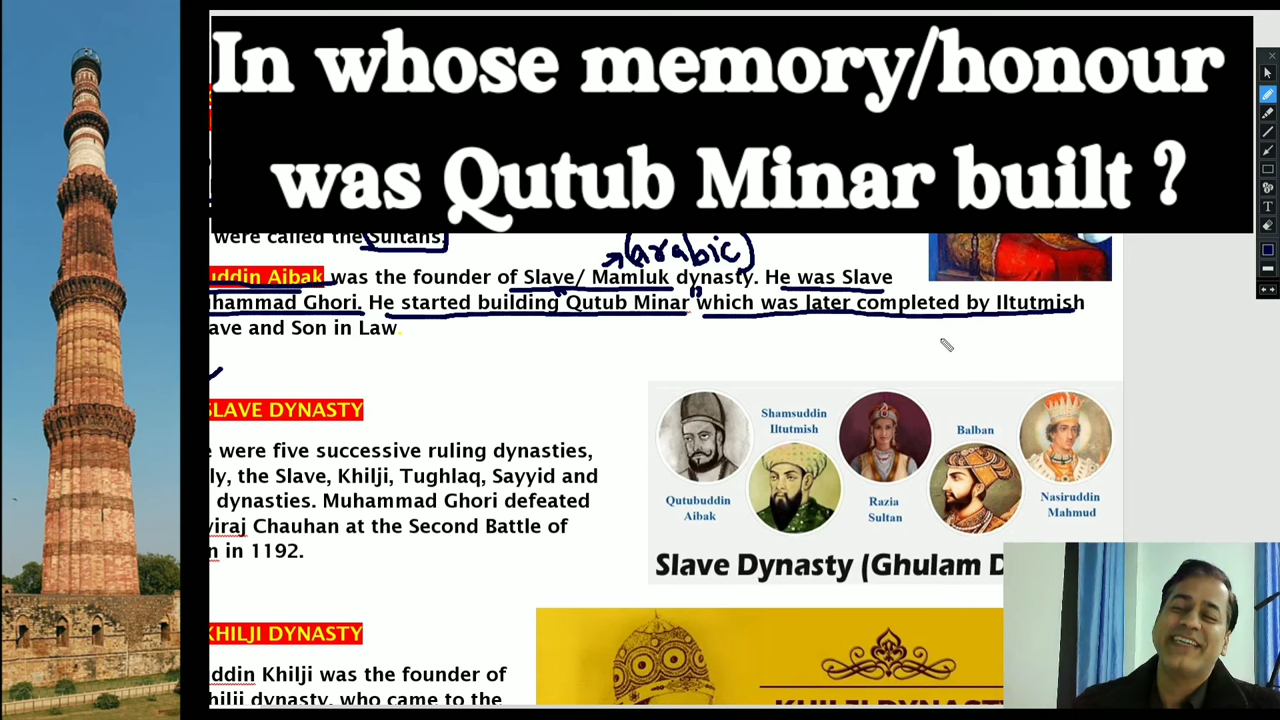 In whose memory/honour
was Qutub Minar built ?
were called the Sultans.
→ arabic
uddin Aibak was the founder of Slave/ Mamluk dynasty. He was Slave
hammad Ghori. He started building "Qutub Minar" which was later completed by Iltutmish
ave and Son in Law.
SLAVE DYNASTY
e were five successive ruling dynasties,
ly, the Slave, Khilji, Tughlaq, Sayyid and
dynasties. Muhammad Ghori defeated
viraj Chauhan at the Second Battle of
n in 1192.
Shamsuddin
Iltutmish
Balban
Qutubuddin
Aibak
Razia
Sultan
Nasiruddin
Mahmud
Slave Dynasty (Ghulam D
KHILJI DYNASTY
ddin Khilji was the founder of
hilji dynasty, who came to the
KHILJI DYNASTY